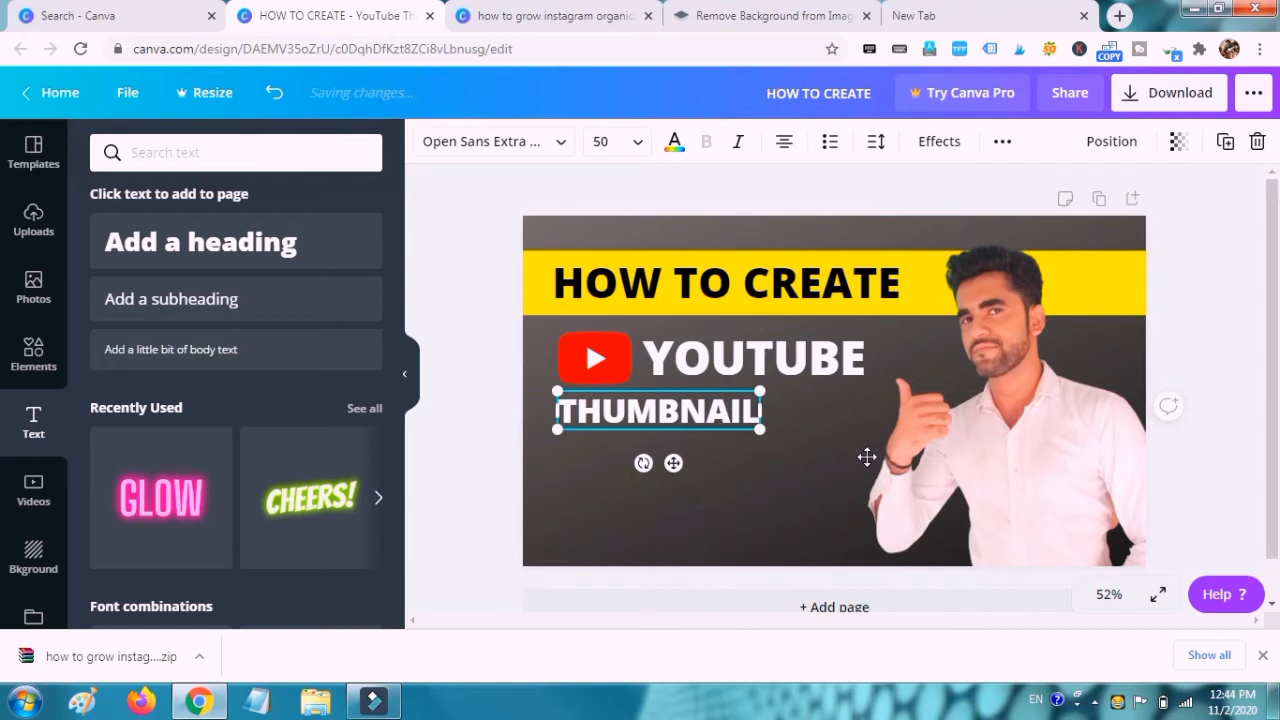 Search - Canva
HOW TO CREATE - YouTube Th
how to grow instagram organic
Remove Background from Imag
New Tab
canva.com/design/DAEMV35oZrU/c0DqhDfKzt8ZCi8vLbnusg/edit
TFF
COPY
Home
File
Resize
Saving changes...
HOW TO CREATE
Try Canva Pro
Share
Download
Templates
Uploads
Photos
Elements
Text
Videos
Bkground
Search text
Click text to add to page
Add a heading
Add a subheading
Add a little bit of body text
Recently Used
See all
GLOW
CHEERS!
Font combinations
Open Sans Extra ...
50
A
B
I
Effects
Position
HOW TO CREATE
YOUTUBE
THUMBNAIL
+ Add page
52%
Help ?
how to grow instag....zip
Show all
EN
12:44 PM
11/2/2020